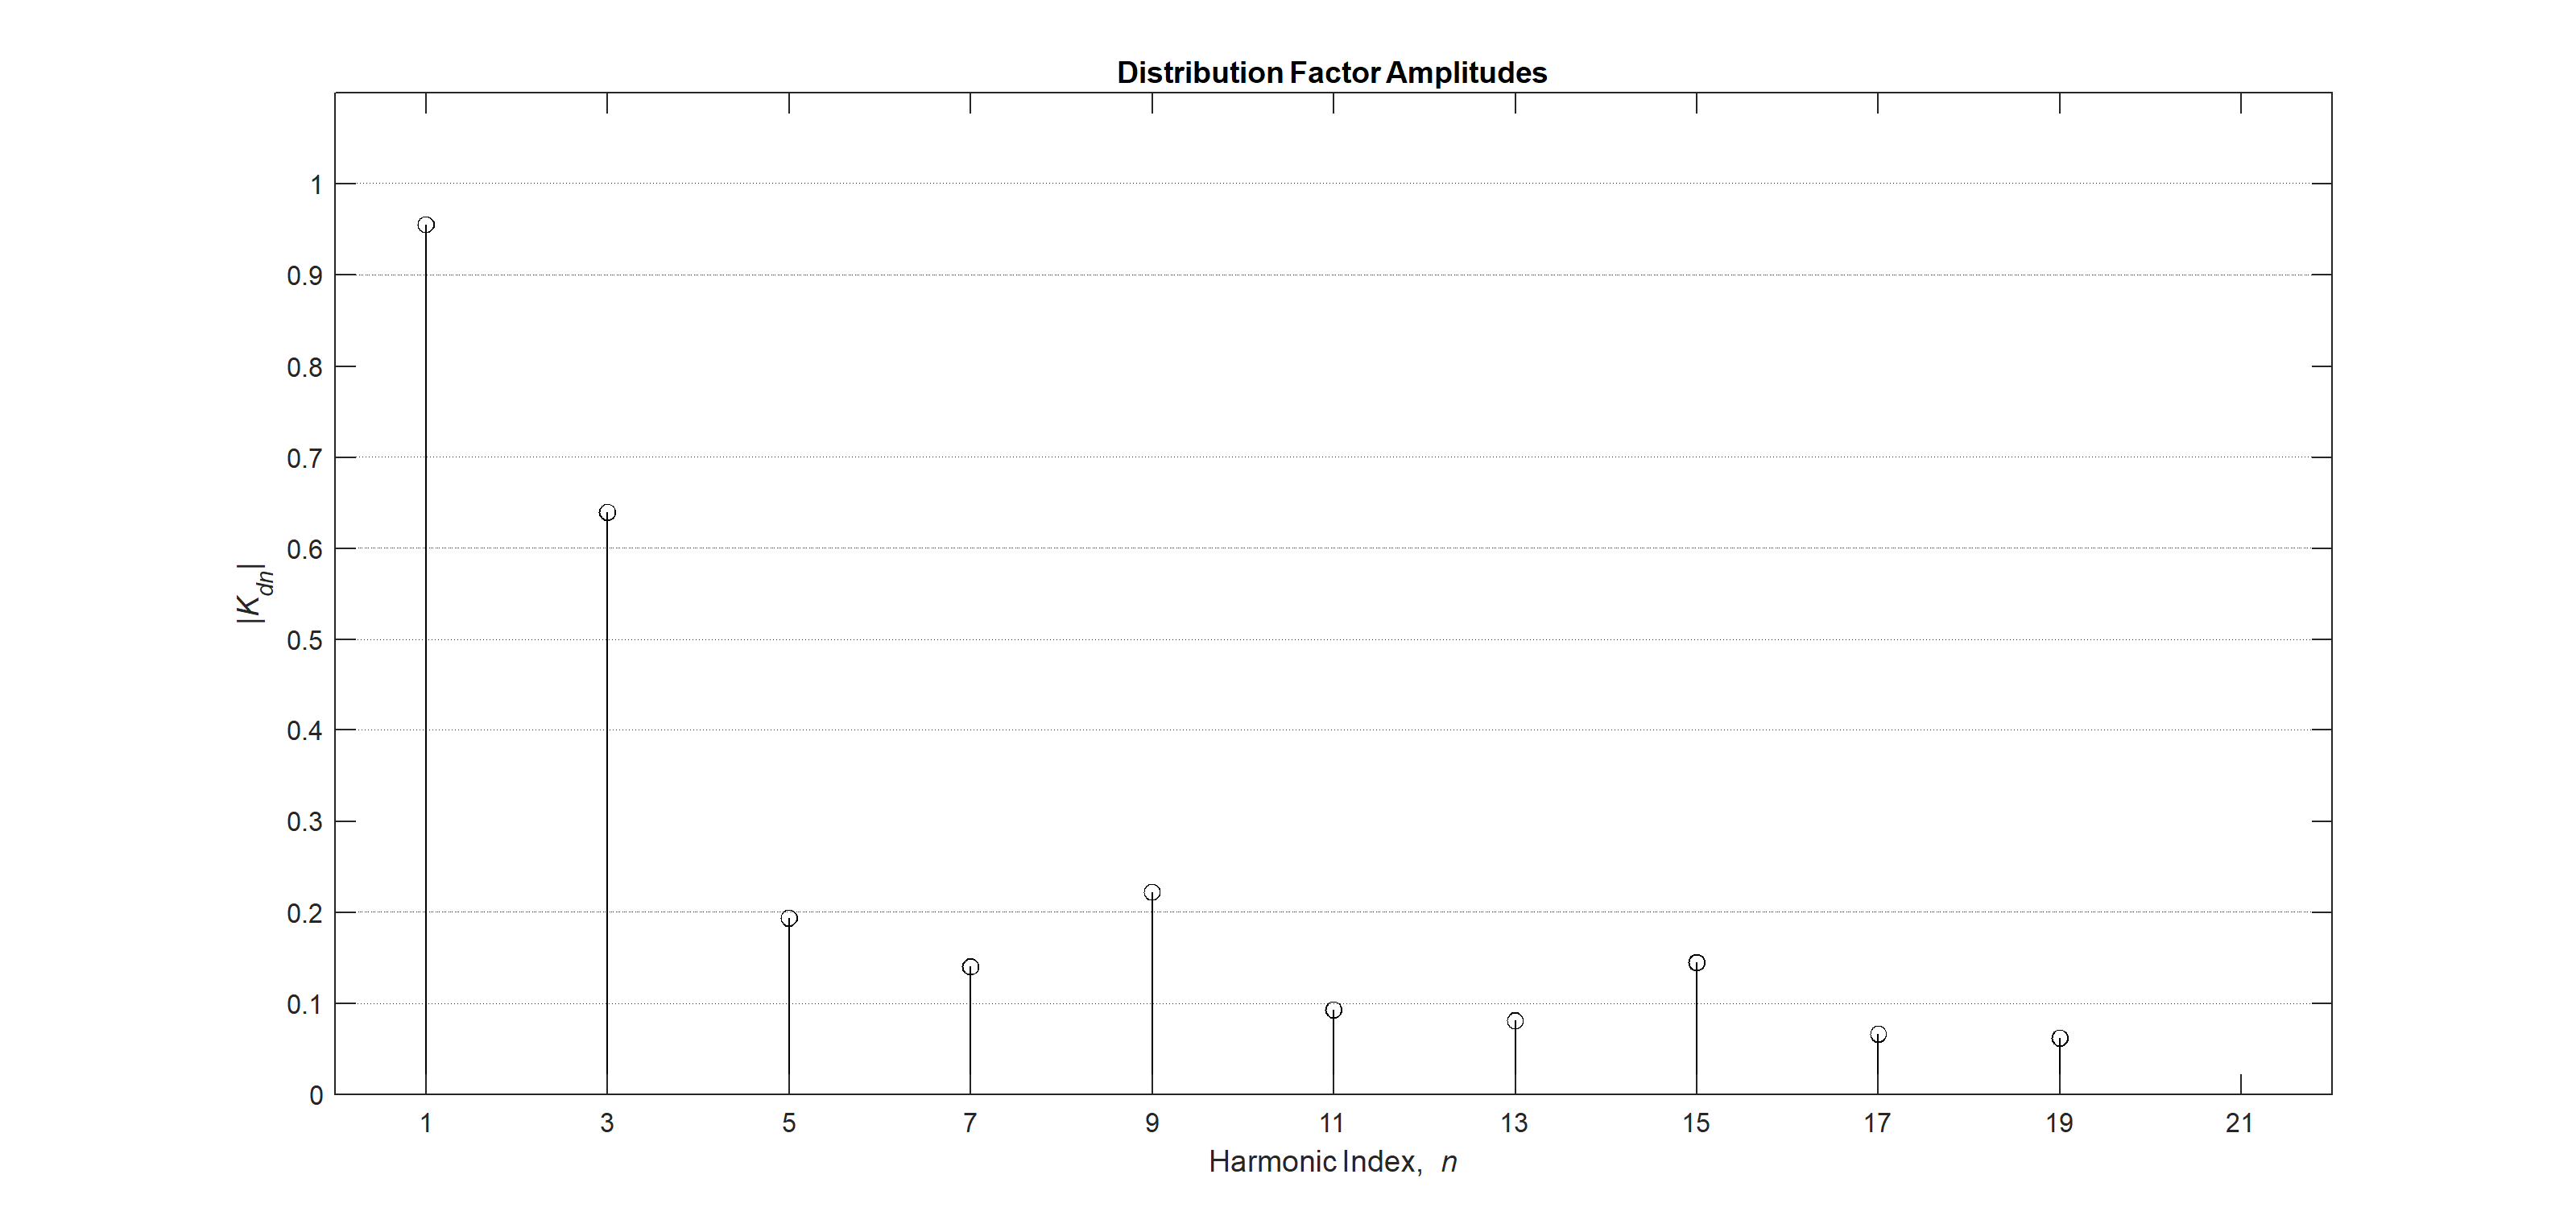 Distribution Factor Amplitudes
1
0.9
0.8
0.7
0.6
0.5
0.4
0.3
0.2
0.1
0
|K_dn|
1 3 5 7 9 11 13 15 17 19 21
Harmonic Index, n